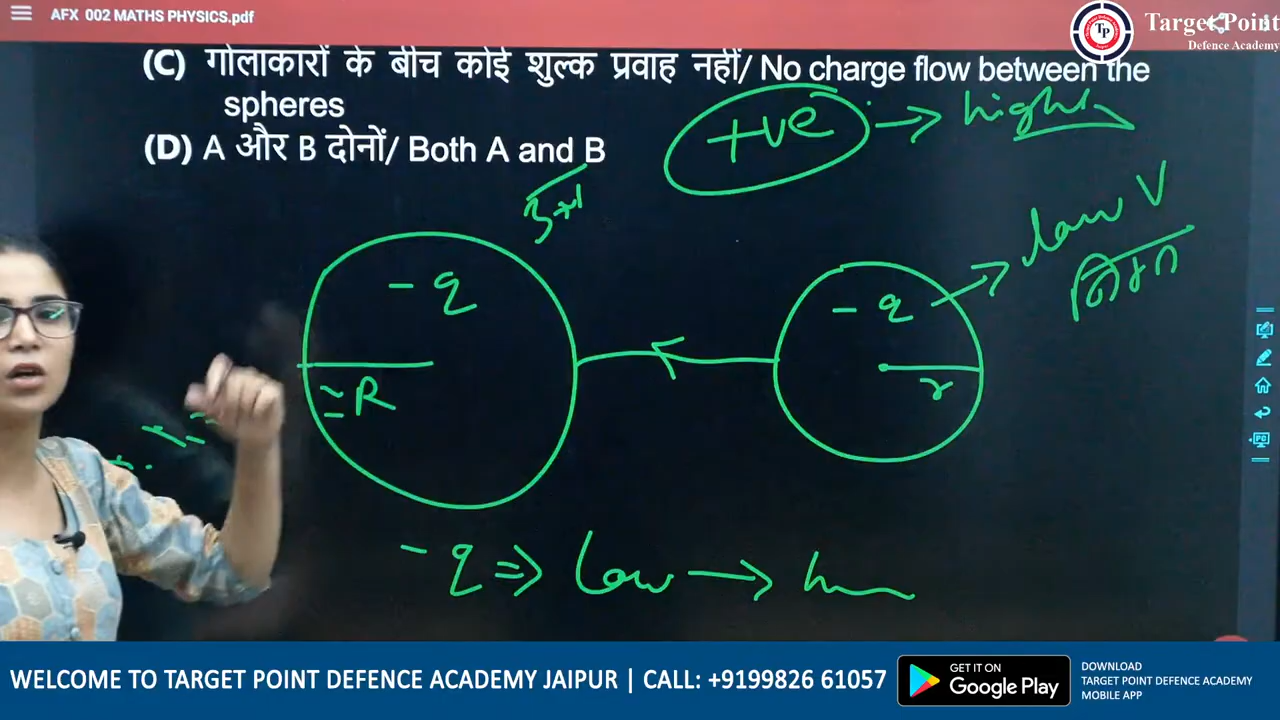 AFX 002 MATHS PHYSICS.pdf
TP
Target Point
Defence Academy
(C) गोलाकारों के बीच कोई शुल्क प्रवाह नहीं/ No charge flow between the
spheres
(D) A और B दोनों/ Both A and B
+ve → high
- q
R
- q → low V
निम्न
r
- q ⇒ low →
WELCOME TO TARGET POINT DEFENCE ACADEMY JAIPUR | CALL: +9199826 61057
GET IT ON
Google Play
DOWNLOAD
TARGET POINT DEFENCE ACADEMY
MOBILE APP